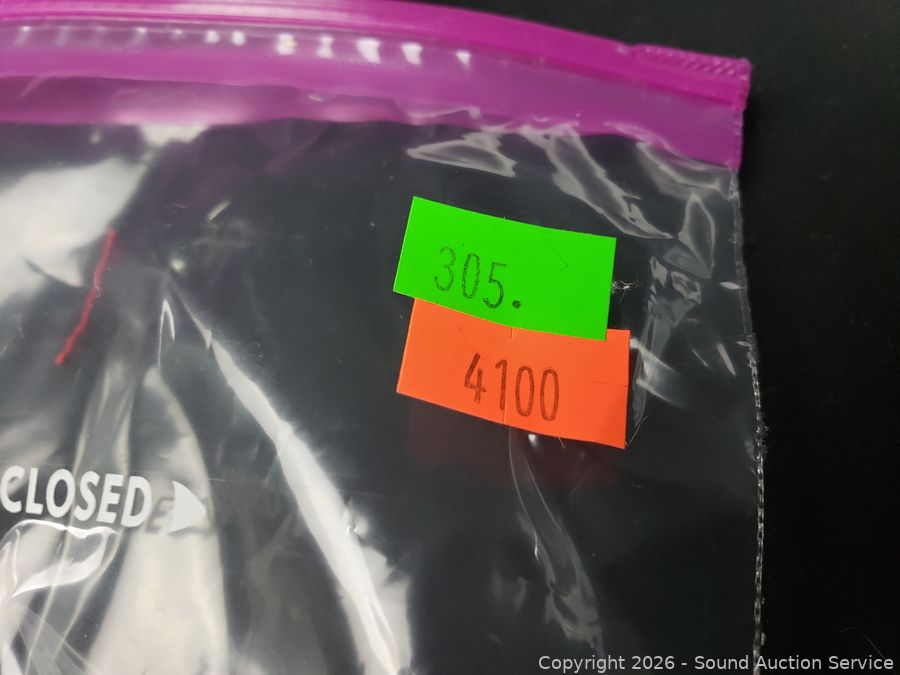 305.
4100
CLOSED
Copyright 2026 - Sound Auction Service